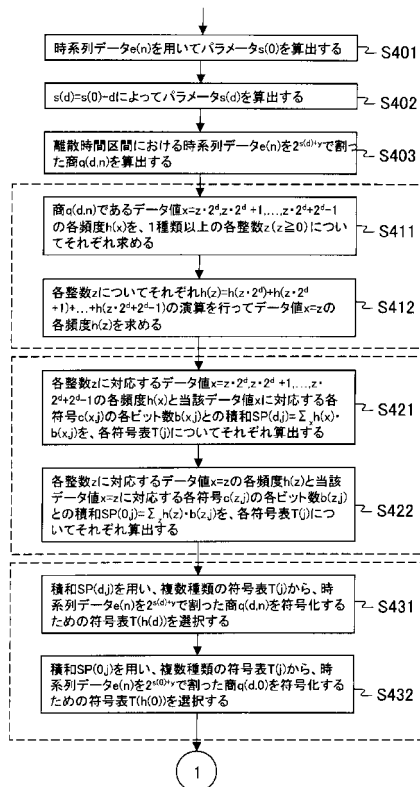 時系列データe(n)を用いてパラメータs(0)を算出する
S401
s(d)=s(0)-dによってパラメータs(d)を算出する
S402
離散時間区間における時系列データe(n)を2^s(d)+yで割っ
た商q(d,n)を算出する
S403
商q(d,n)であるデータ値x=z・2^d,z・2^d +1,...,z・2^d+2^d-1
の各頻度h(x)を、1種類以上の各整数z(z≧0)につい
てそれぞれ求める
S411
各整数zについてそれぞれh(z)=h(z・2^d)+h(z・2^d
+1)+...+h(z・2^d+2^d-1)の演算を行ってデータ値x=zの
各頻度h(z)を求める
S412
各整数zに対応するデータ値x=z・2^d,z・2^d +1,...,z・
2^d+2^d-1の各頻度h(x)と当該データ値xに対応する各
符号c(x,j)の各ビット数b(x,j)との積和SP(d,j)=Σxh(x)・
b(x,j)を、各符号表T(j)についてそれぞれ算出する
S421
各整数zに対応するデータ値x=zの各頻度h(z)と当該
データ値x=zに対応する各符号c(z,j)の各ビット数b(z,j)
との積和SP(0,j)=Σzh(z)・b(z,j)を、各符号表T(j)につ
いてそれぞれ算出する
S422
積和SP(d,j)を用い、複数種類の符号表T(j)から、時
系列データe(n)を2^s(d)+yで割った商q(d,n)を符号化する
ための符号表T(h(d))を選択する
S431
積和SP(0,j)を用い、複数種類の符号表T(j)から、時
系列データe(n)を2^s(0)+yで割った商q(d,0)を符号化する
ための符号表T(h(0))を選択する
S432
1